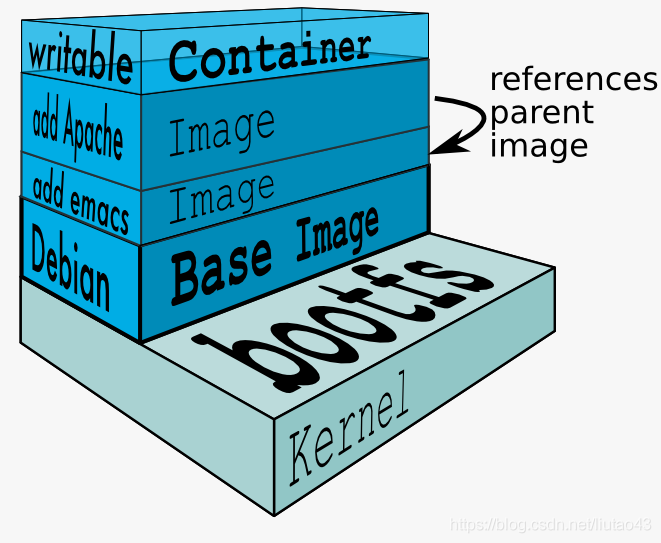 writable Container
add Apache Image
add emacs Image
Debian Base Image
references
parent
image
bootfs
Kernel
https://blog.csdn.net/liutao43